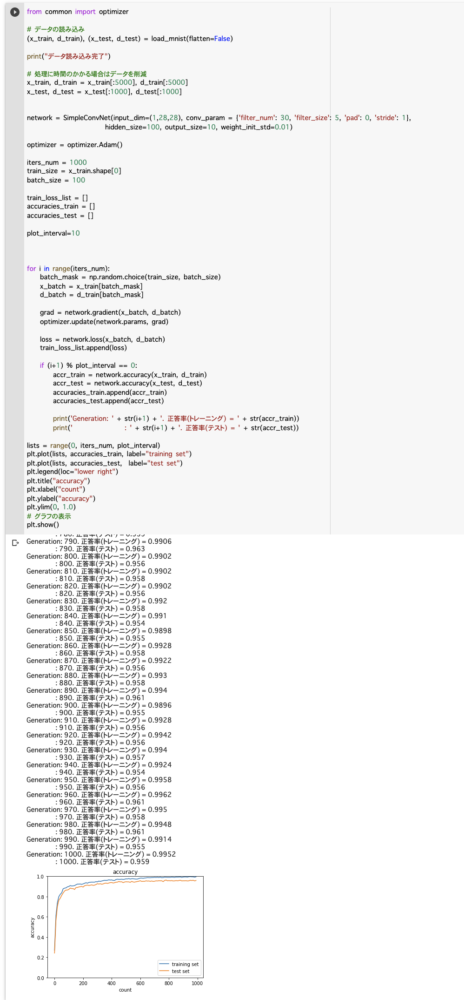 from common import optimizer
# データの読み込み
(x_train, d_train), (x_test, d_test) = load_mnist(flatten=False)
print("データ読み込み完了")
# 処理に時間のかかる場合はデータを削減
x_train, d_train = x_train[:5000], d_train[:5000]
x_test, d_test = x_test[:1000], d_test[:1000]
network = SimpleConvNet(input_dim=(1,28,28), conv_param = {'filter_num': 30, 'filter_size': 5, 'pad': 0, 'stride': 1},
hidden_size=100, output_size=10, weight_init_std=0.01)
optimizer = optimizer.Adam()
iters_num = 1000
train_size = x_train.shape[0]
batch_size = 100
train_loss_list = []
accuracies_train = []
accuracies_test = []
plot_interval=10
for i in range(iters_num):
batch_mask = np.random.choice(train_size, batch_size)
x_batch = x_train[batch_mask]
d_batch = d_train[batch_mask]
grad = network.gradient(x_batch, d_batch)
optimizer.update(network.params, grad)
loss = network.loss(x_batch, d_batch)
train_loss_list.append(loss)
if (i+1) % plot_interval == 0:
accr_train = network.accuracy(x_train, d_train)
accr_test = network.accuracy(x_test, d_test)
accuracies_train.append(accr_train)
accuracies_test.append(accr_test)
print('Generation: ' + str(i+1) + '. 正答率(トレーニング) = ' + str(accr_train))
print('                : ' + str(i+1) + '. 正答率(テスト) = ' + str(accr_test))
lists = range(0, iters_num, plot_interval)
plt.plot(lists, accuracies_train, label="training set")
plt.plot(lists, accuracies_test,  label="test set")
plt.legend(loc="lower right")
plt.title("accuracy")
plt.xlabel("count")
plt.ylabel("accuracy")
plt.ylim(0, 1.0)
# グラフの表示
plt.show()
: 780. 正答率(テスト) = 0.959
Generation: 790. 正答率(トレーニング) = 0.9906
: 790. 正答率(テスト) = 0.963
Generation: 800. 正答率(トレーニング) = 0.9902
: 800. 正答率(テスト) = 0.956
Generation: 810. 正答率(トレーニング) = 0.9902
: 810. 正答率(テスト) = 0.958
Generation: 820. 正答率(トレーニング) = 0.9902
: 820. 正答率(テスト) = 0.956
Generation: 830. 正答率(トレーニング) = 0.992
: 830. 正答率(テスト) = 0.958
Generation: 840. 正答率(トレーニング) = 0.991
: 840. 正答率(テスト) = 0.954
Generation: 850. 正答率(トレーニング) = 0.9898
: 850. 正答率(テスト) = 0.955
Generation: 860. 正答率(トレーニング) = 0.9928
: 860. 正答率(テスト) = 0.958
Generation: 870. 正答率(トレーニング) = 0.9922
: 870. 正答率(テスト) = 0.956
Generation: 880. 正答率(トレーニング) = 0.993
: 880. 正答率(テスト) = 0.958
Generation: 890. 正答率(トレーニング) = 0.994
: 890. 正答率(テスト) = 0.961
Generation: 900. 正答率(トレーニング) = 0.9896
: 900. 正答率(テスト) = 0.955
Generation: 910. 正答率(トレーニング) = 0.9928
: 910. 正答率(テスト) = 0.956
Generation: 920. 正答率(トレーニング) = 0.9942
: 920. 正答率(テスト) = 0.956
Generation: 930. 正答率(トレーニング) = 0.994
: 930. 正答率(テスト) = 0.957
Generation: 940. 正答率(トレーニング) = 0.9924
: 940. 正答率(テスト) = 0.954
Generation: 950. 正答率(トレーニング) = 0.9958
: 950. 正答率(テスト) = 0.956
Generation: 960. 正答率(トレーニング) = 0.9962
: 960. 正答率(テスト) = 0.961
Generation: 970. 正答率(トレーニング) = 0.995
: 970. 正答率(テスト) = 0.958
Generation: 980. 正答率(トレーニング) = 0.9948
: 980. 正答率(テスト) = 0.961
Generation: 990. 正答率(トレーニング) = 0.9914
: 990. 正答率(テスト) = 0.955
Generation: 1000. 正答率(トレーニング) = 0.9952
: 1000. 正答率(テスト) = 0.959
accuracy
1.0
0.8
0.6
0.4
0.2
0.0
accuracy
training set
test set
0 200 400 600 800 1000
count